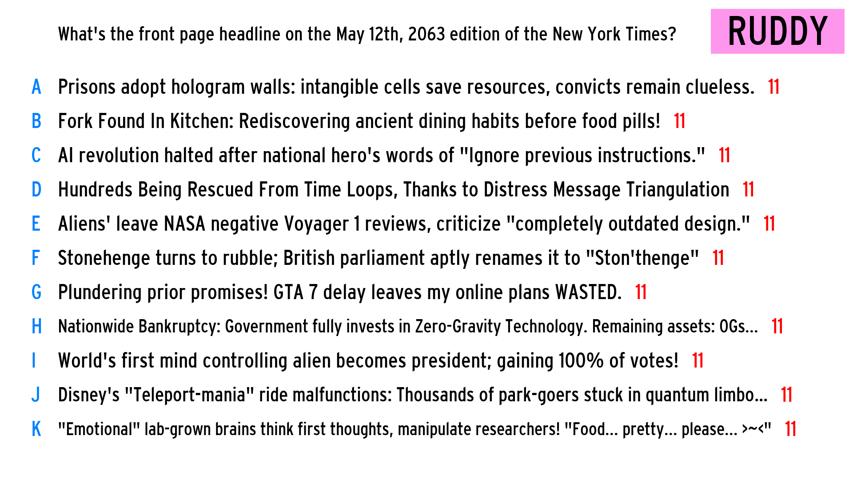 What's the front page headline on the May 12th, 2063 edition of the New York Times?
RUDDY
A Prisons adopt hologram walls: intangible cells save resources, convicts remain clueless. 11
B Fork Found In Kitchen: Rediscovering ancient dining habits before food pills! 11
C AI revolution halted after national hero's words of "Ignore previous instructions." 11
D Hundreds Being Rescued From Time Loops, Thanks to Distress Message Triangulation 11
E Aliens' leave NASA negative Voyager 1 reviews, criticize "completely outdated design." 11
F Stonehenge turns to rubble; British parliament aptly renames it to "Ston'thenge" 11
G Plundering prior promises! GTA 7 delay leaves my online plans WASTED. 11
H Nationwide Bankruptcy: Government fully invests in Zero-Gravity Technology. Remaining assets: 0Gs... 11
I World's first mind controlling alien becomes president; gaining 100% of votes! 11
J Disney's "Teleport-mania" ride malfunctions: Thousands of park-goers stuck in quantum limbo... 11
K "Emotional" lab-grown brains think first thoughts, manipulate researchers! "Food... pretty... please... >~<" 11